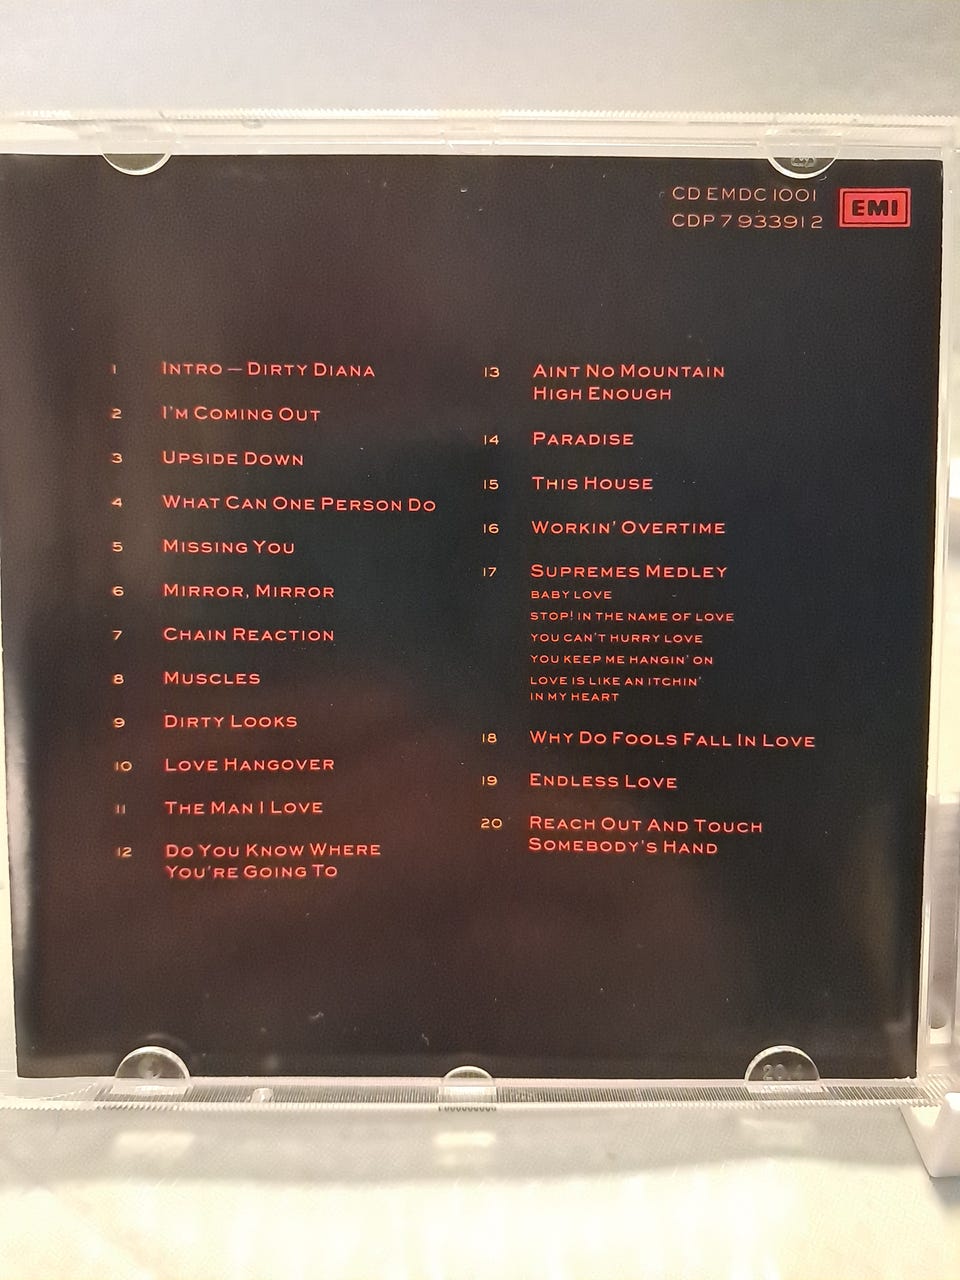 CD EMDC 1001
CDP 7 93391 2
EMI
1 INTRO – DIRTY DIANA
2 I'M COMING OUT
3 UPSIDE DOWN
4 WHAT CAN ONE PERSON DO
5 MISSING YOU
6 MIRROR, MIRROR
7 CHAIN REACTION
8 MUSCLES
9 DIRTY LOOKS
10 LOVE HANGOVER
11 THE MAN I LOVE
12 DO YOU KNOW WHERE
YOU'RE GOING TO
13 AINT NO MOUNTAIN
HIGH ENOUGH
14 PARADISE
15 THIS HOUSE
16 WORKIN' OVERTIME
17 SUPREMES MEDLEY
BABY LOVE
STOP! IN THE NAME OF LOVE
YOU CAN'T HURRY LOVE
YOU KEEP ME HANGIN' ON
LOVE IS LIKE AN ITCHIN'
IN MY HEART
18 WHY DO FOOLS FALL IN LOVE
19 ENDLESS LOVE
20 REACH OUT AND TOUCH
SOMEBODY'S HAND